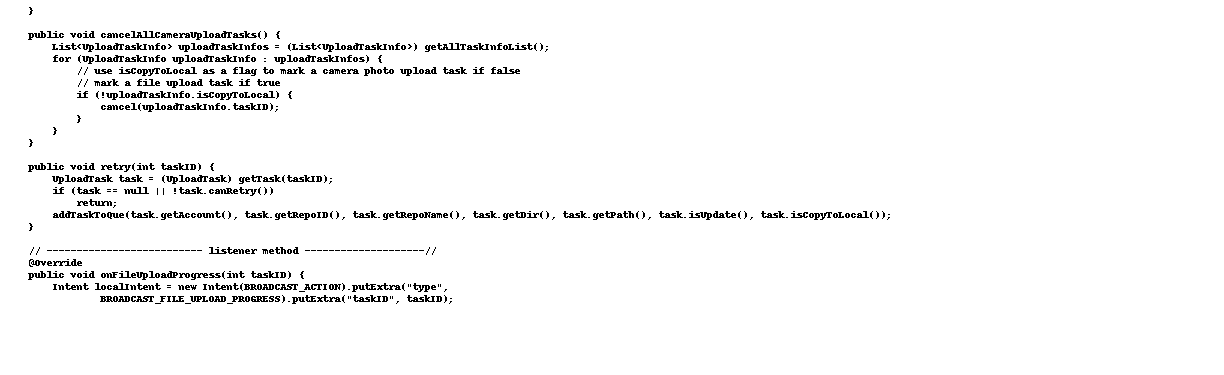 }

public void cancelAllCameraUploadTasks() {
    List<UploadTaskInfo> uploadTaskInfos = (List<UploadTaskInfo>) getAllTaskInfoList();
    for (UploadTaskInfo uploadTaskInfo : uploadTaskInfos) {
        // use isCopyToLocal as a flag to mark a camera photo upload task if false
        // mark a file upload task if true
        if (!uploadTaskInfo.isCopyToLocal) {
            cancel(uploadTaskInfo.taskID);
        }
    }
}

public void retry(int taskID) {
    UploadTask task = (UploadTask) getTask(taskID);
    if (task == null || !task.canRetry())
        return;
    addTaskToQue(task.getAccount(), task.getRepoID(), task.getRepoName(), task.getDir(), task.getPath(), task.isUpdate(), task.isCopyToLocal());
}

// -------------------------- listener method --------------------//
@Override
public void onFileUploadProgress(int taskID) {
    Intent localIntent = new Intent(BROADCAST_ACTION).putExtra("type",
            BROADCAST_FILE_UPLOAD_PROGRESS).putExtra("taskID", taskID);